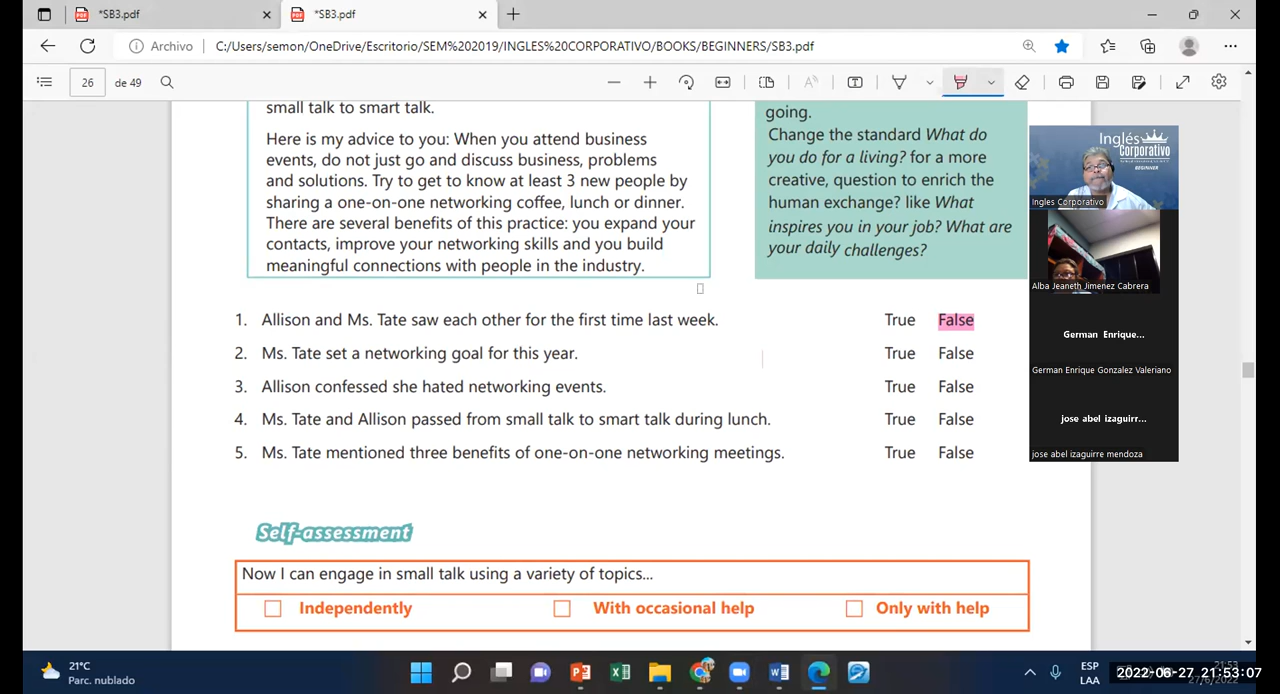 *SB3.pdf
*SB3.pdf
Archivo
C:/Users/semon/OneDrive/Escritorio/SEM%202019/INGLES%20CORPORATIVO/BOOKS/BEGINNERS/SB3.pdf
26
de 49
small talk to smart talk.
Here is my advice to you: When you attend business
events, do not just go and discuss business, problems
and solutions. Try to get to know at least 3 new people by
sharing a one-on-one networking coffee, lunch or dinner.
There are several benefits of this practice: you expand your
contacts, improve your networking skills and you build
meaningful connections with people in the industry.
going.
Change the standard What do
you do for a living? for a more
creative, question to enrich the
human exchange? like What
inspires you in your job? What are
your daily challenges?
Inglés
Corporativo
BEGINNER
Ingles Corporativo
Alba Jeaneth Jimenez Cabrera
German Enrique...
German Enrique Gonzalez Valeriano
jose abel izaguirr...
jose abel izaguirre mendoza
1. Allison and Ms. Tate saw each other for the first time last week. True False
2. Ms. Tate set a networking goal for this year. True False
3. Allison confessed she hated networking events. True False
4. Ms. Tate and Allison passed from small talk to smart talk during lunch. True False
5. Ms. Tate mentioned three benefits of one-on-one networking meetings. True False
Self-assessment
Now I can engage in small talk using a variety of topics...
Independently With occasional help Only with help
21°C
Parc. nublado
ESP
LAA
2022-06-27 21:53:07